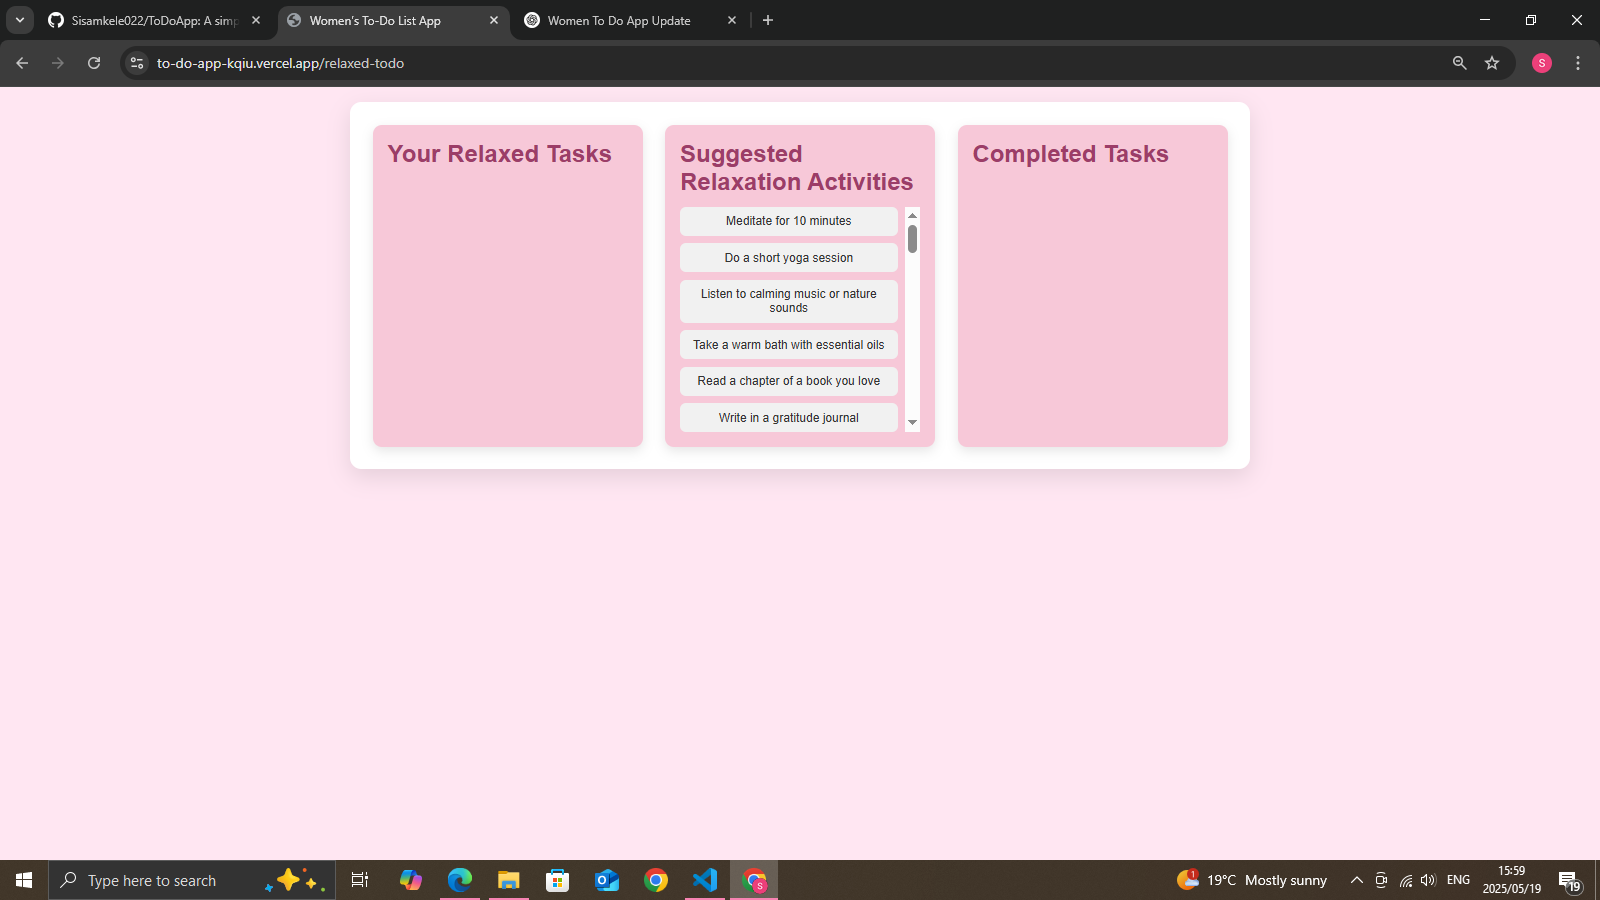 Sisamkele022/ToDoApp: A simp
Women's To-Do List App
Women To Do App Update
to-do-app-kqiu.vercel.app/relaxed-todo
S
Your Relaxed Tasks
Suggested
Relaxation Activities
Meditate for 10 minutes
Do a short yoga session
Listen to calming music or nature
sounds
Take a warm bath with essential oils
Read a chapter of a book you love
Write in a gratitude journal
Completed Tasks
Type here to search
S
1
19°C Mostly sunny
ENG
15:59
2025/05/19
19